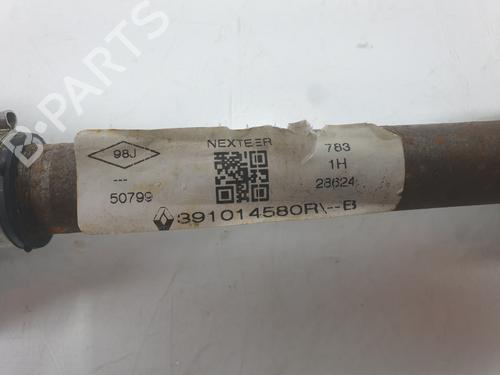 98J
NEXTEER
783
---
1H
50799
28624
391014580R\--B
B-PARTS